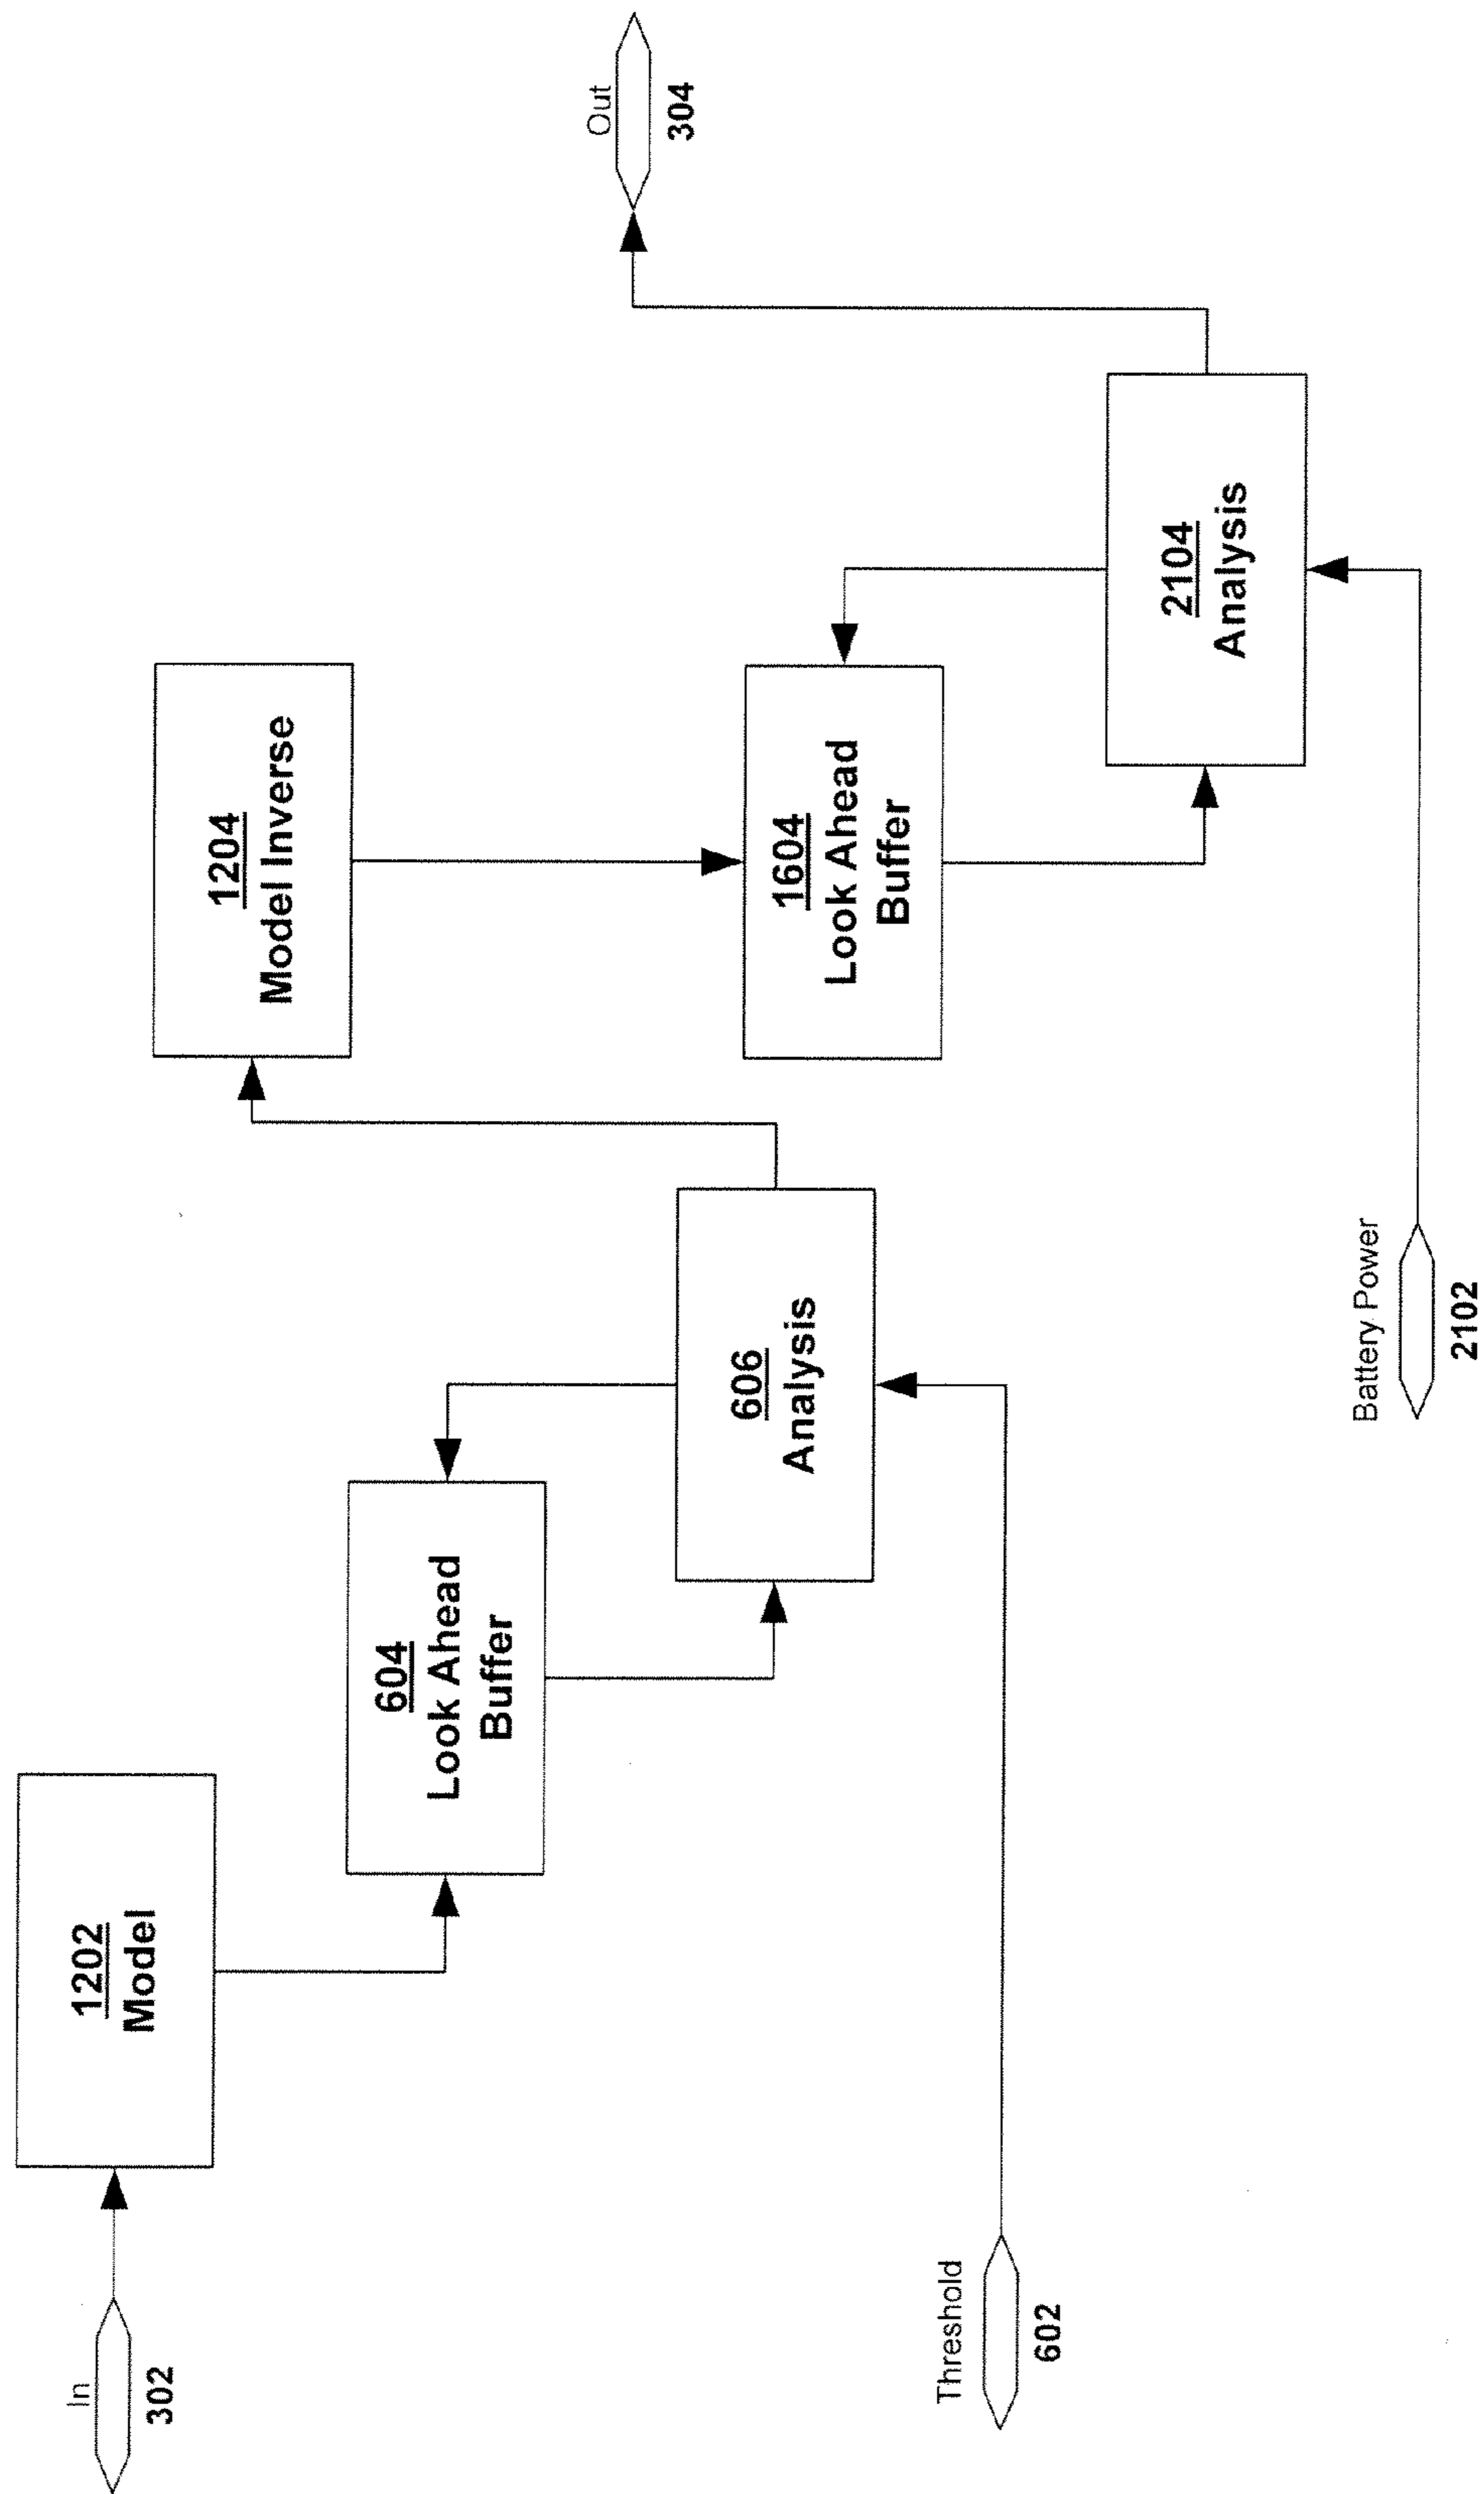 In
302
1202
Model
604
Look Ahead
Buffer
606
Analysis
Threshold
602
1204
Model Inverse
1604
Look Ahead
Buffer
2104
Analysis
Battery Power
2102
Out
304